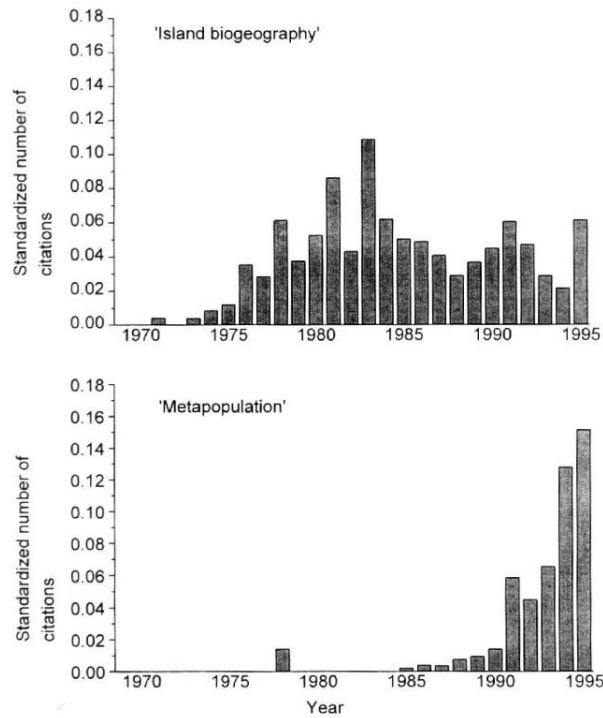 'Island biogeography'
Standardized number of
citations
0.18
0.16
0.14
0.12
0.10
0.08
0.06
0.04
0.02
0.00
1970 1975 1980 1985 1990 1995
'Metapopulation'
Standardized number of
citations
0.18
0.16
0.14
0.12
0.10
0.08
0.06
0.04
0.02
0.00
1970 1975 1980 1985 1990 1995
Year